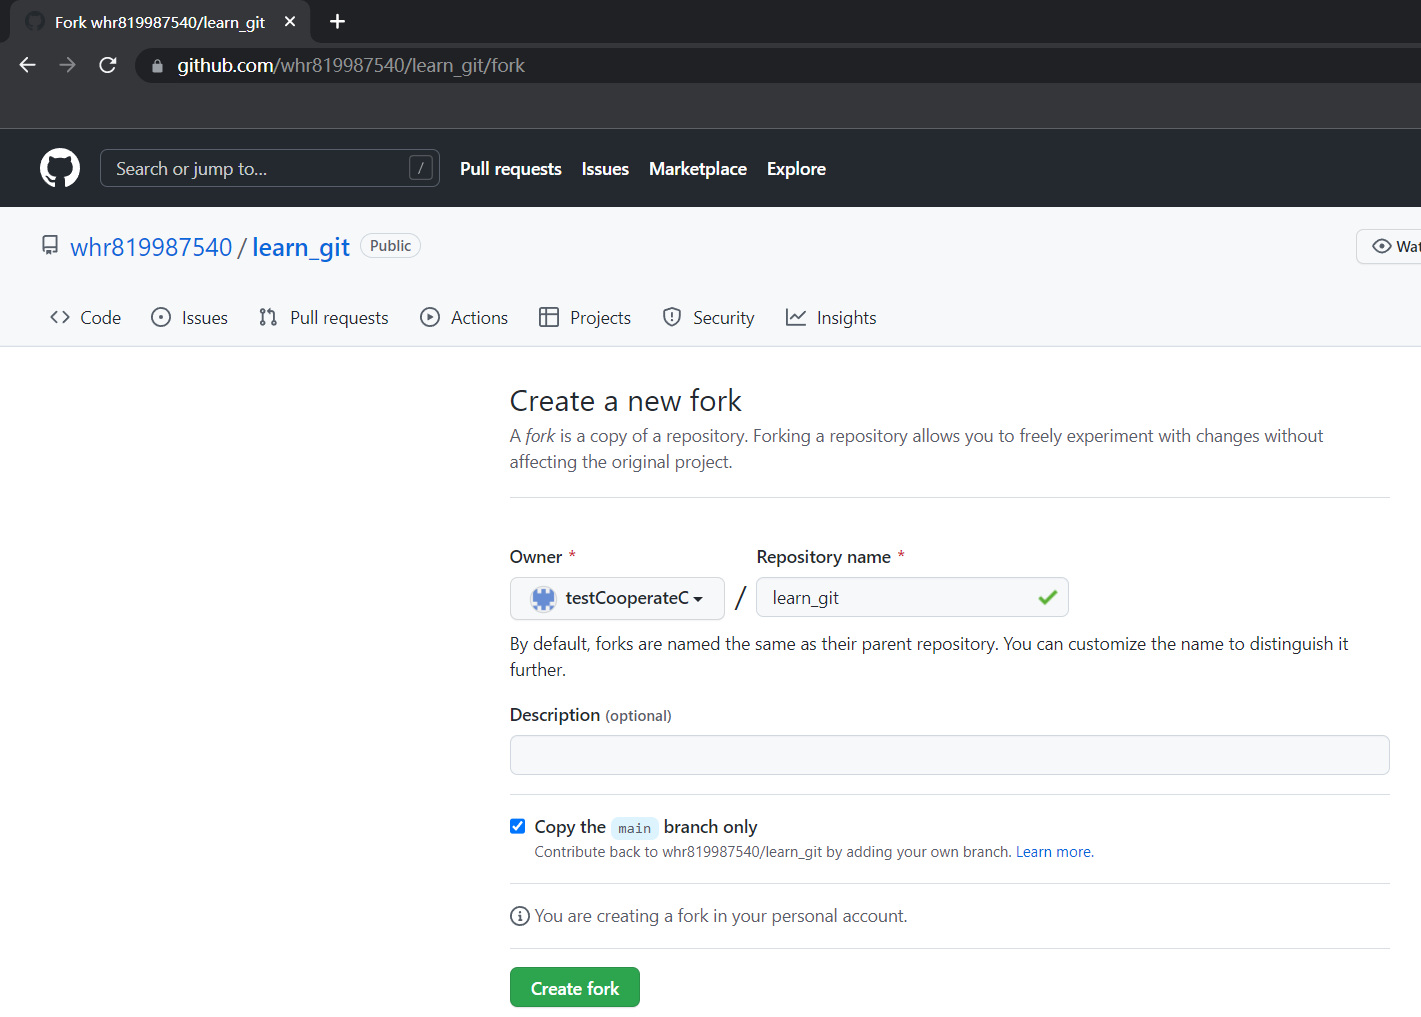 Fork whr819987540/learn_git
github.com/whr819987540/learn_git/fork
Search or jump to... /
Pull requests Issues Marketplace Explore
whr819987540 / learn_git Public
Wat
Code Issues Pull requests Actions Projects Security Insights
Create a new fork
A fork is a copy of a repository. Forking a repository allows you to freely experiment with changes without
affecting the original project.
Owner * Repository name *
testCooperateC / learn_git
By default, forks are named the same as their parent repository. You can customize the name to distinguish it
further.
Description (optional)
Copy the main branch only
Contribute back to whr819987540/learn_git by adding your own branch. Learn more.
You are creating a fork in your personal account.
Create fork